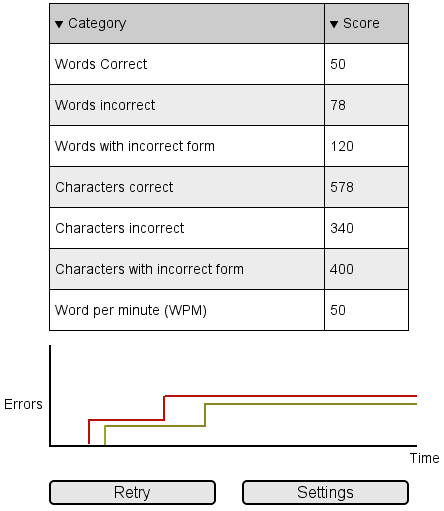 ▼ Category ▼ Score
Words Correct 50
Words incorrect 78
Words with incorrect form 120
Characters correct 578
Characters incorrect 340
Characters with incorrect form 400
Word per minute (WPM) 50
Errors
Time
Retry Settings